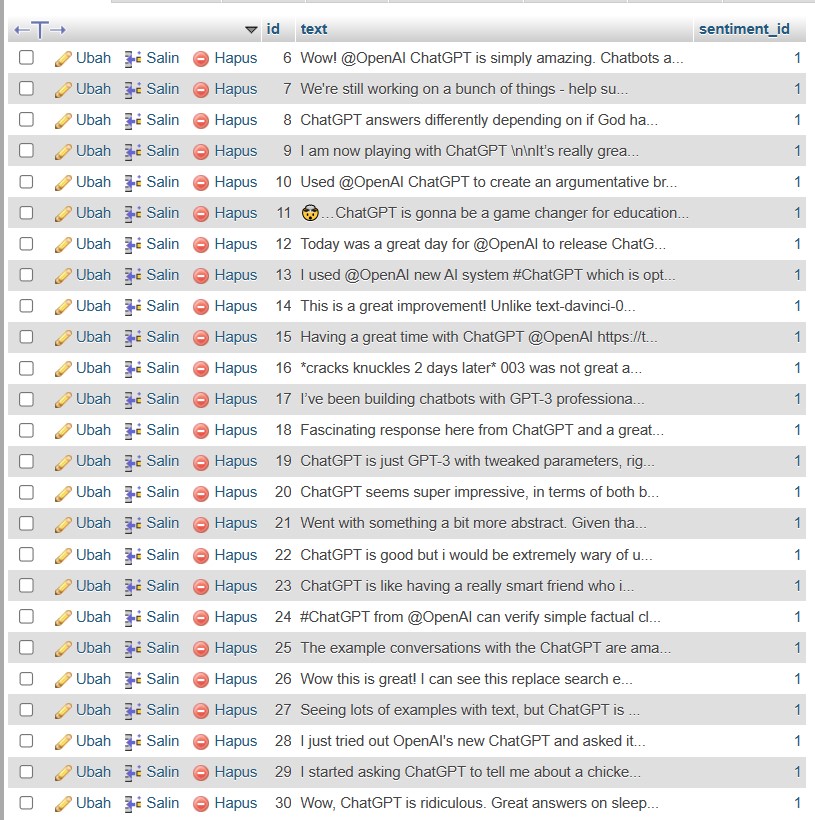 id text sentiment_id
Ubah Salin Hapus 6 Wow! @OpenAI ChatGPT is simply amazing. Chatbots a... 1
Ubah Salin Hapus 7 We're still working on a bunch of things - help su... 1
Ubah Salin Hapus 8 ChatGPT answers differently depending on if God ha... 1
Ubah Salin Hapus 9 I am now playing with ChatGPT \n\nIt’s really grea... 1
Ubah Salin Hapus 10 Used @OpenAI ChatGPT to create an argumentative br... 1
Ubah Salin Hapus 11 🤯...ChatGPT is gonna be a game changer for education... 1
Ubah Salin Hapus 12 Today was a great day for @OpenAI to release ChatG... 1
Ubah Salin Hapus 13 I used @OpenAI new AI system #ChatGPT which is opt... 1
Ubah Salin Hapus 14 This is a great improvement! Unlike text-davinci-0... 1
Ubah Salin Hapus 15 Having a great time with ChatGPT @OpenAI https://t... 1
Ubah Salin Hapus 16 *cracks knuckles 2 days later* 003 was not great a... 1
Ubah Salin Hapus 17 I’ve been building chatbots with GPT-3 professiona... 1
Ubah Salin Hapus 18 Fascinating response here from ChatGPT and a great... 1
Ubah Salin Hapus 19 ChatGPT is just GPT-3 with tweaked parameters, rig... 1
Ubah Salin Hapus 20 ChatGPT seems super impressive, in terms of both b... 1
Ubah Salin Hapus 21 Went with something a bit more abstract. Given tha... 1
Ubah Salin Hapus 22 ChatGPT is good but i would be extremely wary of u... 1
Ubah Salin Hapus 23 ChatGPT is like having a really smart friend who i... 1
Ubah Salin Hapus 24 #ChatGPT from @OpenAI can verify simple factual cl... 1
Ubah Salin Hapus 25 The example conversations with the ChatGPT are ama... 1
Ubah Salin Hapus 26 Wow this is great! I can see this replace search e... 1
Ubah Salin Hapus 27 Seeing lots of examples with text, but ChatGPT is ... 1
Ubah Salin Hapus 28 I just tried out OpenAI's new ChatGPT and asked it... 1
Ubah Salin Hapus 29 I started asking ChatGPT to tell me about a chicke... 1
Ubah Salin Hapus 30 Wow, ChatGPT is ridiculous. Great answers on sleep... 1